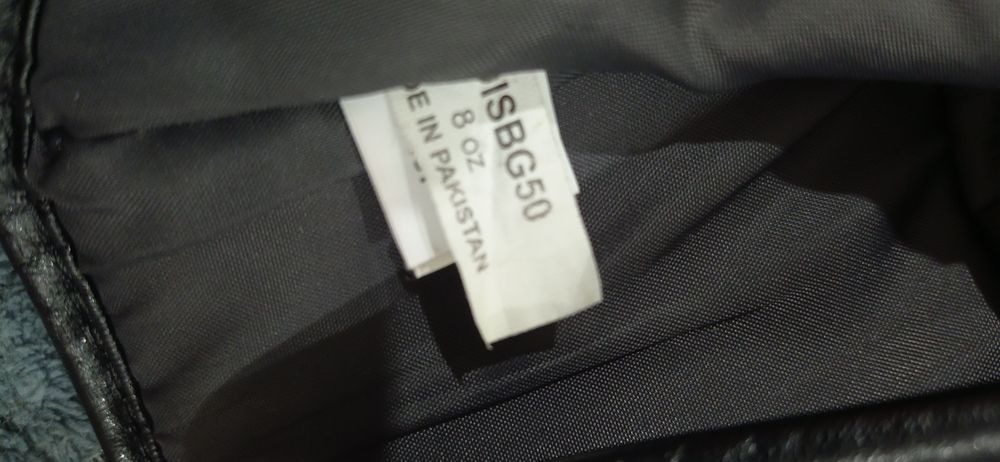 ISBG50
8 OZ
DE IN PAKISTAN